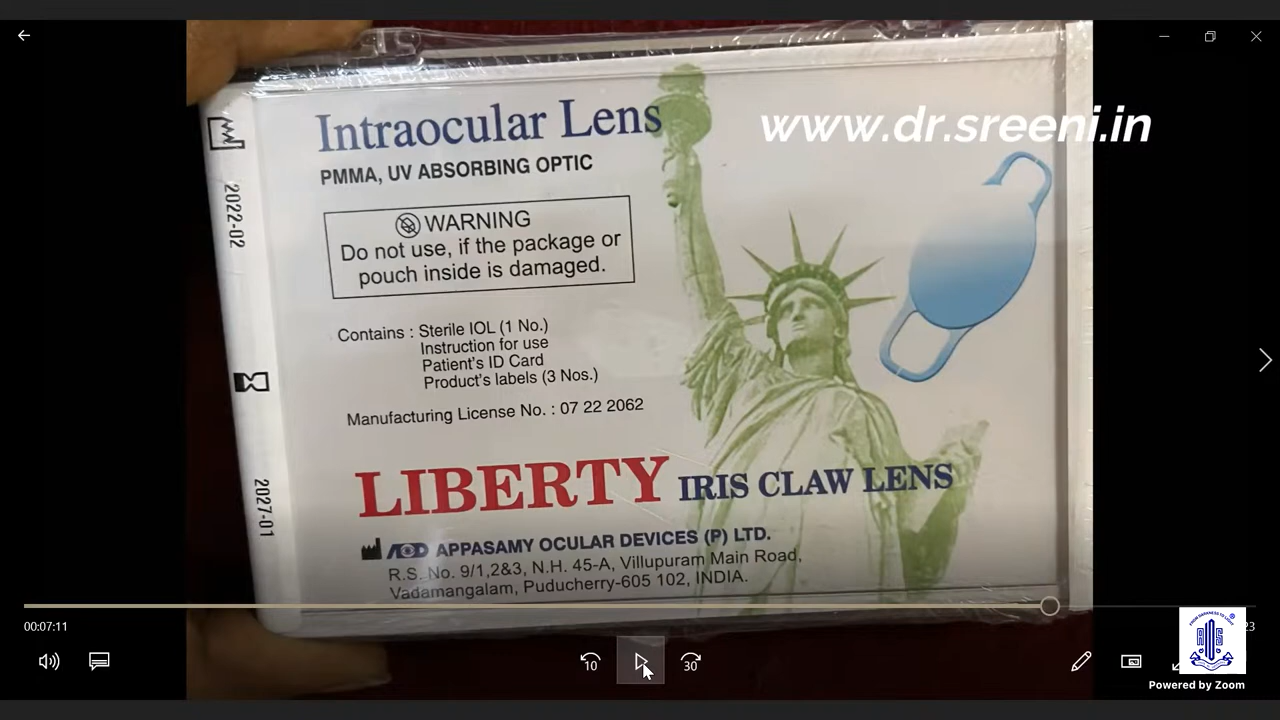 www.dr.sreeni.in
Intraocular Lens
PMMA, UV ABSORBING OPTIC
WARNING
Do not use, if the package or
pouch inside is damaged.
2022-02
Contains : Sterile IOL (1 No.)
Instruction for use
Patient's ID Card
Product's labels (3 Nos.)
Manufacturing License No. : 07 22 2062
2027-01
LIBERTY IRIS CLAW LENS
AOD APPASAMY OCULAR DEVICES (P) LTD.
R.S. No. 9/1,2&3, N.H. 45-A, Villupuram Main Road,
Vadamangalam, Puducherry-605 102, INDIA.
00:07:11
23
10
30
Powered by Zoom